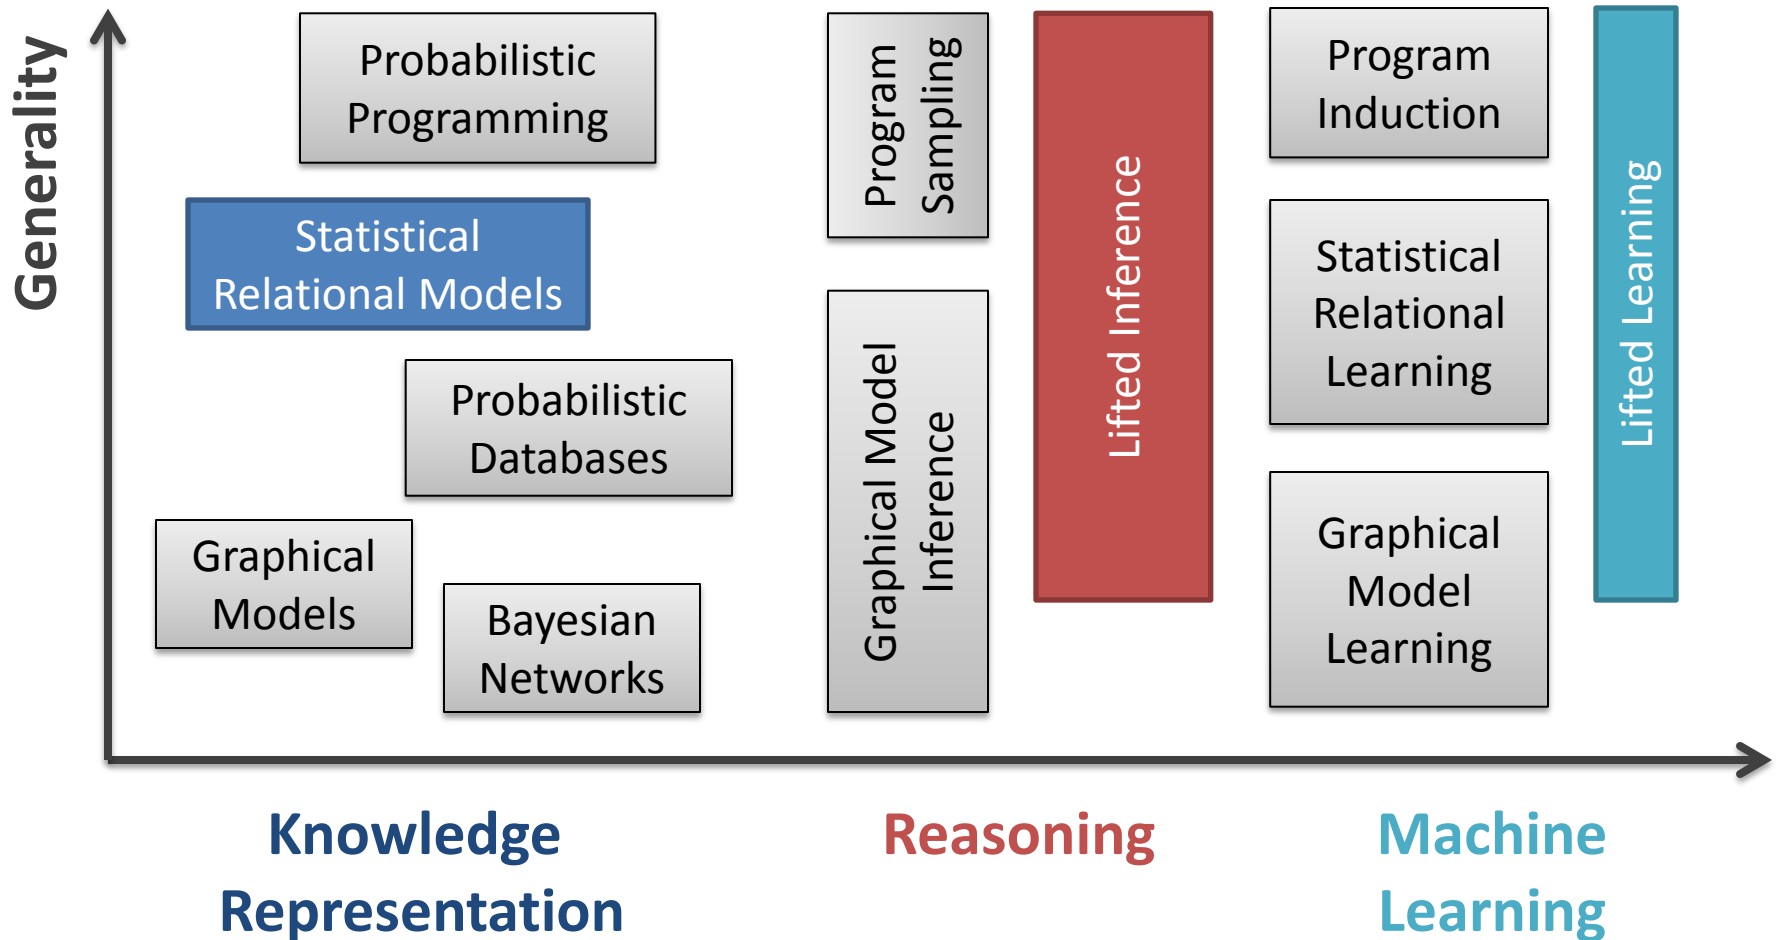 Generality
Probabilistic
Programming
Statistical
Relational Models
Probabilistic
Databases
Graphical
Models
Bayesian
Networks
Program
Sampling
Graphical Model
Inference
Lifted Inference
Program
Induction
Statistical
Relational
Learning
Graphical
Model
Learning
Lifted Learning
Knowledge
Representation
Reasoning
Machine
Learning